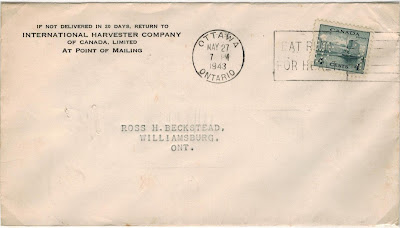 IF NOT DELIVERED IN 20 DAYS, RETURN TO
INTERNATIONAL HARVESTER COMPANY
OF CANADA, LIMITED
AT POINT OF MAILING
OTTAWA
MAY 27
7 PM
1943
ONTARIO
EAT
FOR
CANADA
CENTS
ROSS H. BECKSTEAD,
WILLIAMSBURG,
ONT.